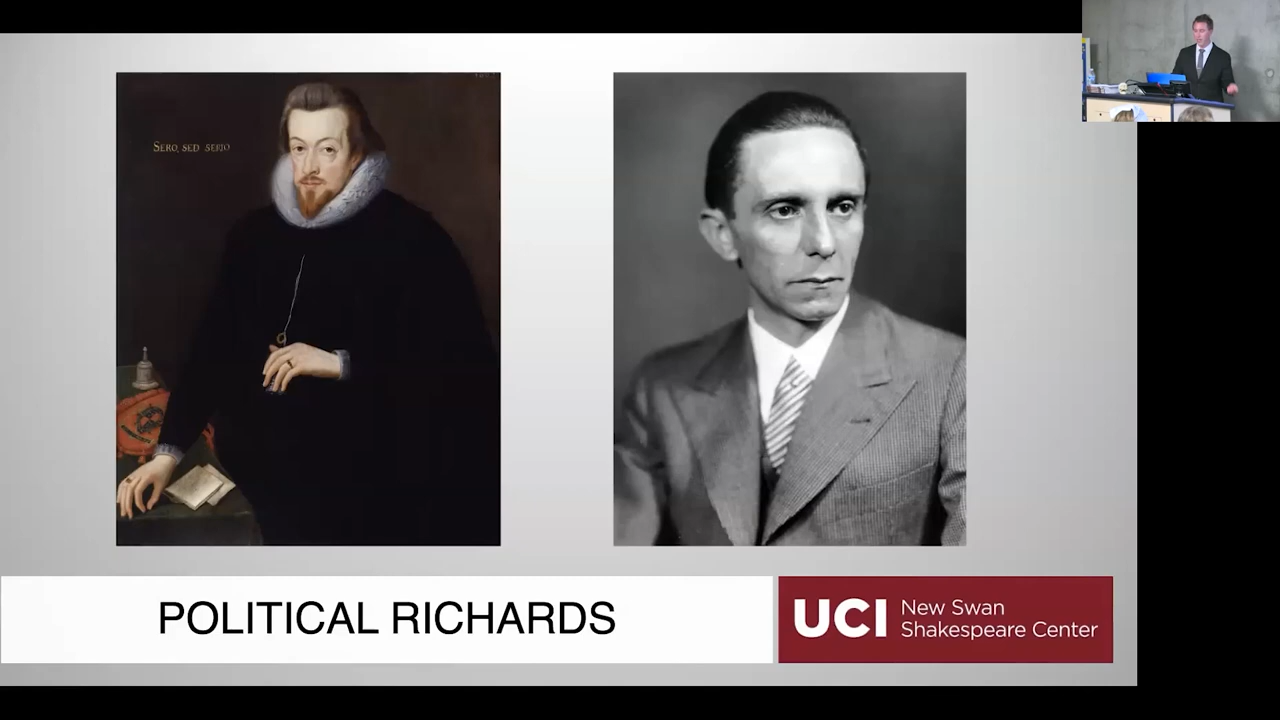 SERO, SED SERIO
POLITICAL RICHARDS
UCI
New Swan
Shakespeare Center